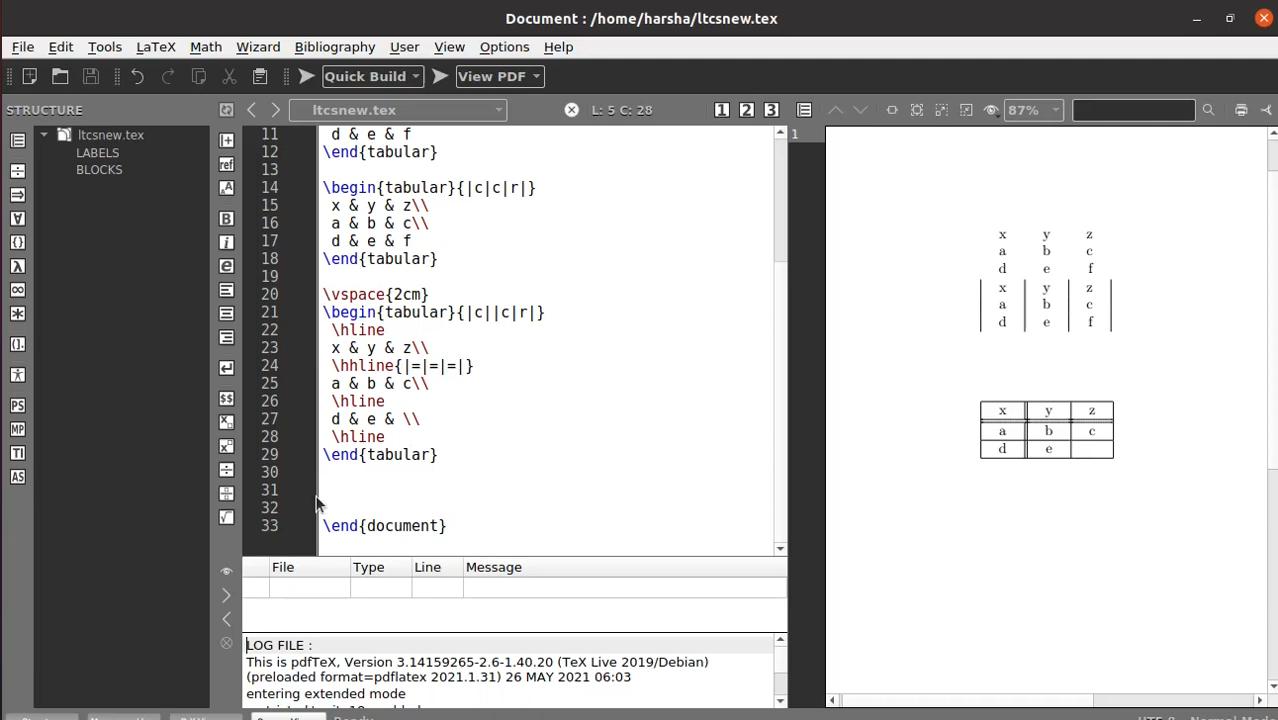 Document : /home/harsha/ltcsnew.tex
File Edit Tools LaTeX Math Wizard Bibliography User View Options Help
Quick Build View PDF
STRUCTURE ltcsnew.tex L: 5 C: 28 1 2 3 87%
ltcsnew.tex
LABELS
BLOCKS
11 d & e & f
12 \end{tabular}
13
14 \begin{tabular}{|c|c|r|}
15 x & y & z\\
16 a & b & c\\
17 d & e & f
18 \end{tabular}
19
20 \vspace{2cm}
21 \begin{tabular}{|c||c|r|}
22 \hline
23 x & y & z\\
24 \hhline{|=|=|=|}
25 a & b & c\\
26 \hline
27 d & e & \\
28 \hline
29 \end{tabular}
30
31
32
33 \end{document}
File Type Line Message
LOG FILE :
This is pdfTeX, Version 3.14159265-2.6-1.40.20 (TeX Live 2019/Debian)
(preloaded format=pdflatex 2021.1.31) 26 MAY 2021 06:03
entering extended mode
1
x y z
a b c
d e f
x y z
a b c
d e f
x y z
a b c
d e